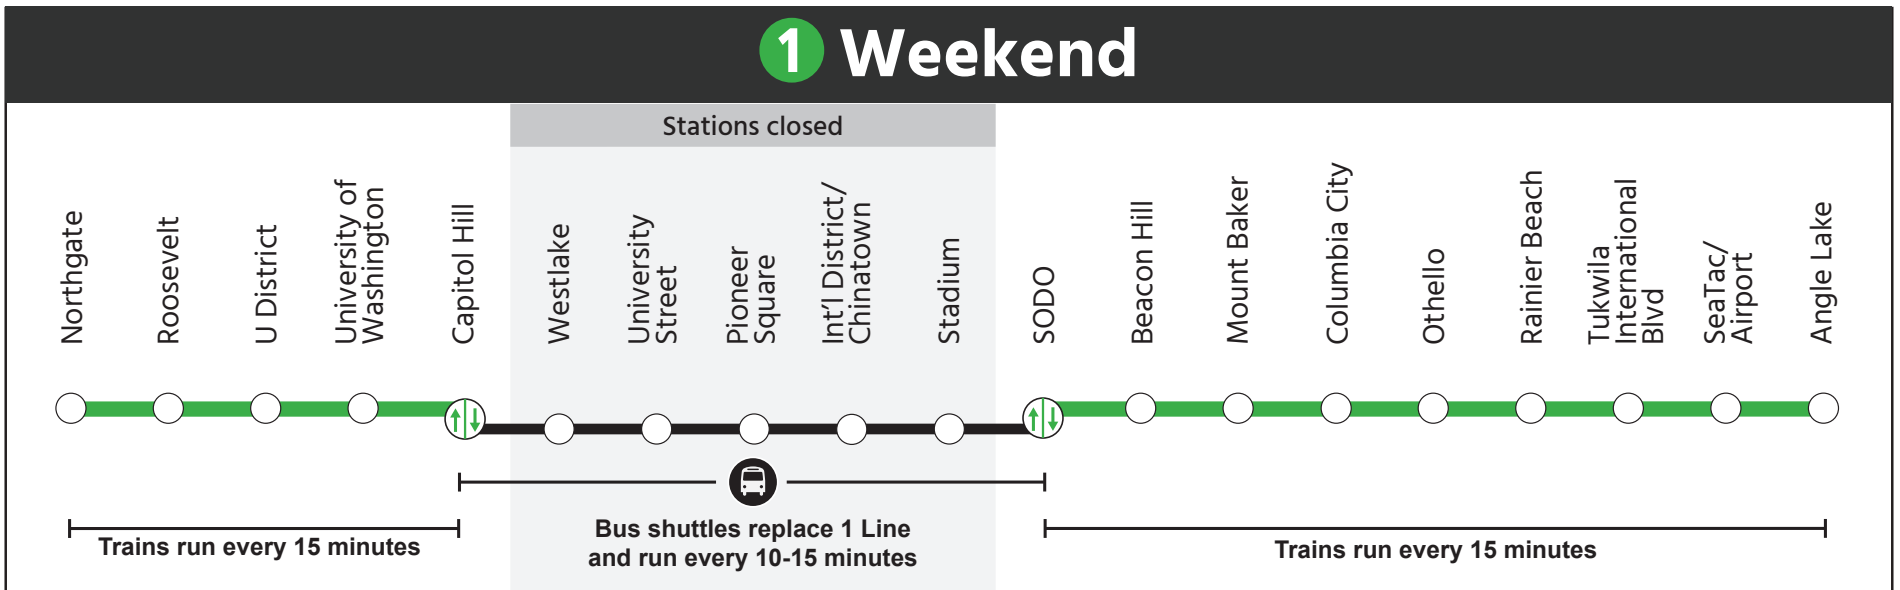 1 Weekend
Stations closed
Northgate
Roosevelt
U District
University of
Washington
Capitol Hill
Westlake
University
Street
Pioneer
Square
Int'l District/
Chinatown
Stadium
SODO
Beacon Hill
Mount Baker
Columbia City
Othello
Rainier Beach
Tukwila
International
Blvd
SeaTac/
Airport
Angle Lake
Trains run every 15 minutes
Bus shuttles replace 1 Line
and run every 10-15 minutes
Trains run every 15 minutes